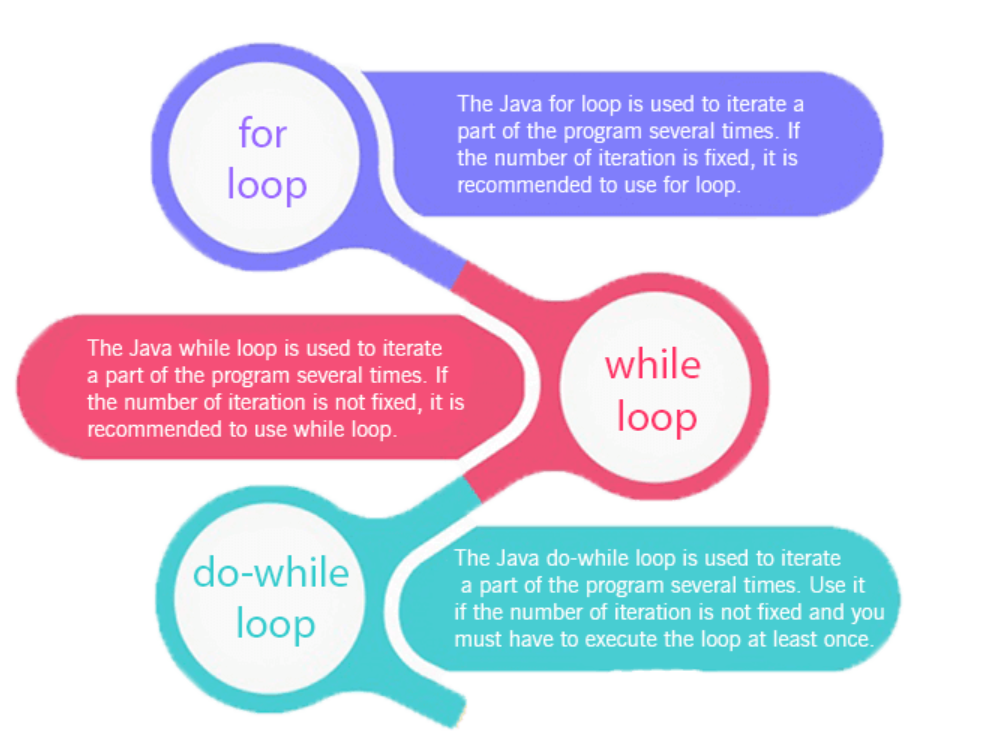 for
loop
The Java for loop is used to iterate a
part of the program several times. If
the number of iteration is fixed, it is
recommended to use for loop.
The Java while loop is used to iterate
a part of the program several times. If
the number of iteration is not fixed, it is
recommended to use while loop.
while
loop
do-while
loop
The Java do-while loop is used to iterate
a part of the program several times. Use it
if the number of iteration is not fixed and you
must have to execute the loop at least once.